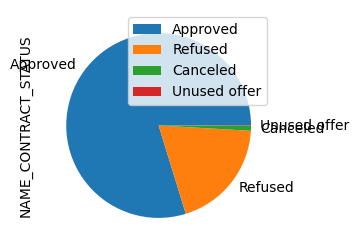 Approved
Refused
Canceled
Unused offer
Approved
NAME_CONTRACT_STATUS
Unused offer
Canceled
Refused